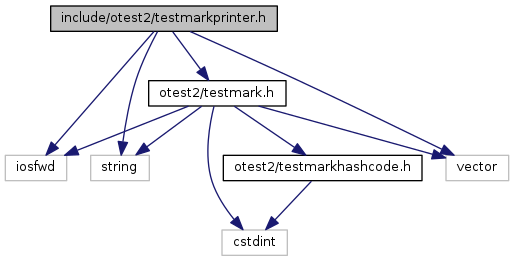 include/otest2/testmarkprinter.h
otest2/testmark.h
iosfwd
string
otest2/testmarkhashcode.h
vector
cstdint